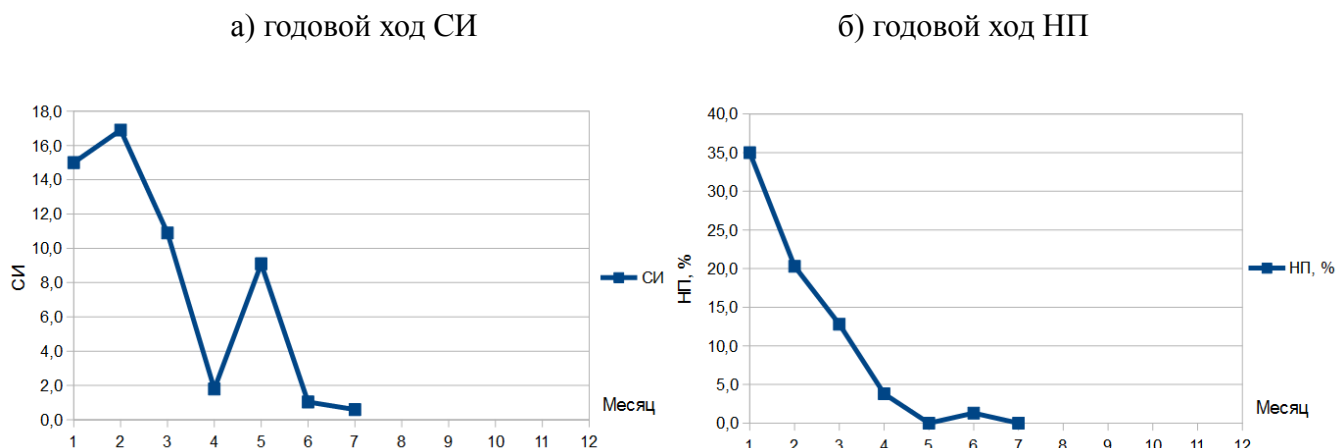 а) годовой ход СИ
б) годовой ход НП
18,0
16,0
14,0
12,0
10,0
8,0
6,0
4,0
2,0
0,0
СИ
1 2 3 4 5 6 7 8 9 10 11 12
Месяц
СИ
40,0
35,0
30,0
25,0
20,0
15,0
10,0
5,0
0,0
НП, %
1 2 3 4 5 6 7 8 9 10 11 12
Месяц
НП, %